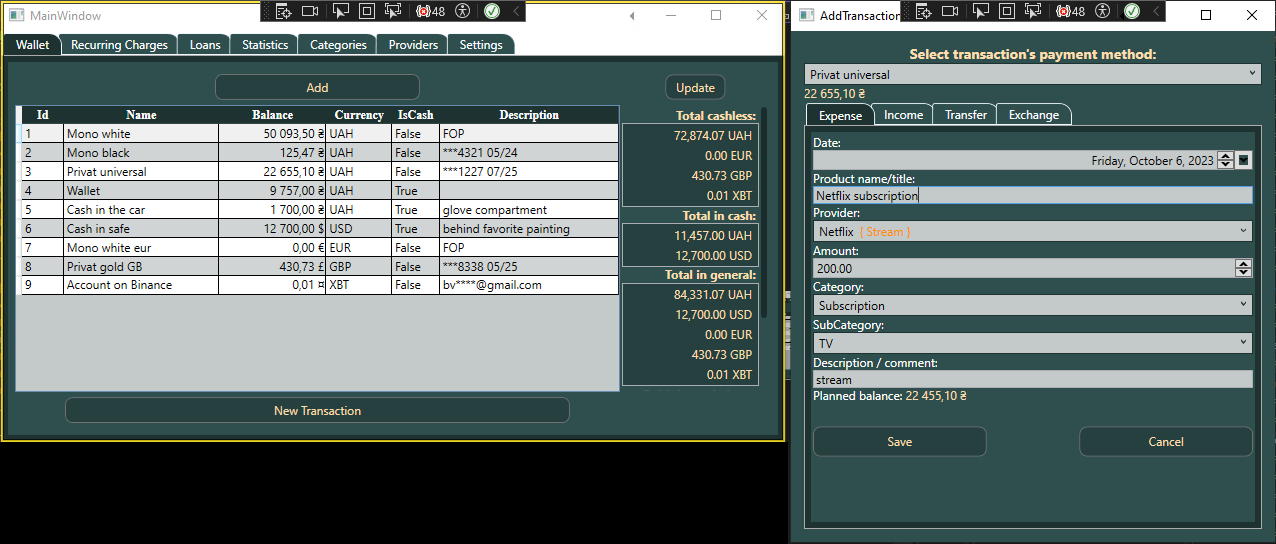 MainWindow
48
Wallet Recurring Charges Loans Statistics Categories Providers Settings
Add
Update
Id Name Balance Currency IsCash Description
1 Mono white 50 093,50 ₴ UAH False FOP
2 Mono black 125,47 ₴ UAH False ***4321 05/24
3 Privat universal 22 655,10 ₴ UAH False ***1227 07/25
4 Wallet 9 757,00 ₴ UAH True
5 Cash in the car 1 700,00 ₴ UAH True glove compartment
6 Cash in safe 12 700,00 $ USD True behind favorite painting
7 Mono white eur 0,00 € EUR False FOP
8 Privat gold GB 430,73 £ GBP False ***8338 05/25
9 Account on Binance 0,01 ¤ XBT False bv****@gmail.com
Total cashless:
72,874.07 UAH
0.00 EUR
430.73 GBP
0.01 XBT
Total in cash:
11,457.00 UAH
12,700.00 USD
Total in general:
84,331.07 UAH
12,700.00 USD
0.00 EUR
430.73 GBP
0.01 XBT
New Transaction
AddTransaction
48
Select transaction's payment method:
Privat universal
22 655,10 ₴
Expense Income Transfer Exchange
Date:
Friday, October 6, 2023
Product name/title:
Netflix subscription
Provider:
Netflix { Stream }
Amount:
200.00
Category:
Subscription
SubCategory:
TV
Description / comment:
stream
Planned balance: 22 455,10 ₴
Save Cancel